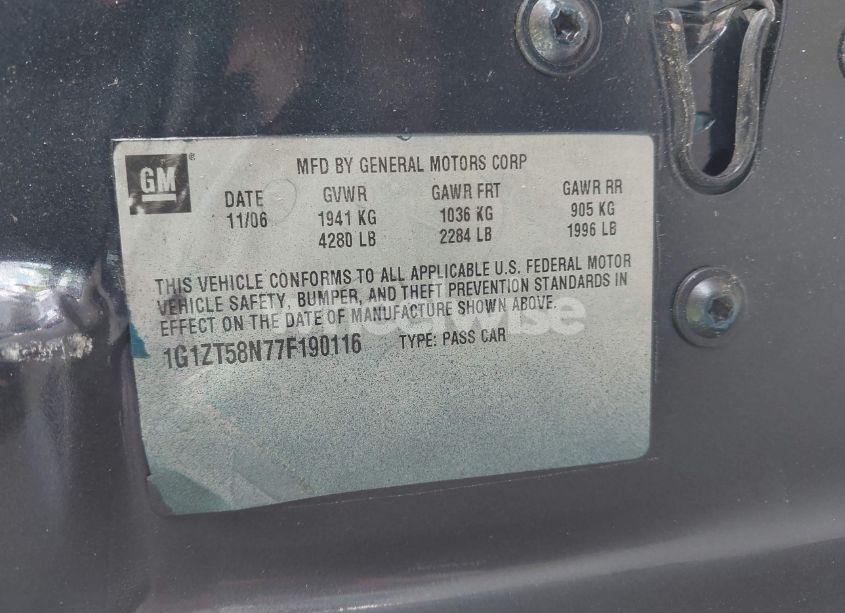 GM ®
MFD BY GENERAL MOTORS CORP
DATE GVWR GAWR FRT GAWR RR
11/06 1941 KG 1036 KG 905 KG
4280 LB 2284 LB 1996 LB
THIS VEHICLE CONFORMS TO ALL APPLICABLE U.S. FEDERAL MOTOR
VEHICLE SAFETY, BUMPER, AND THEFT PREVENTION STANDARDS IN
EFFECT ON THE DATE OF MANUFACTURE SHOWN ABOVE.
1G1ZT58N77F190116 TYPE: PASS CAR